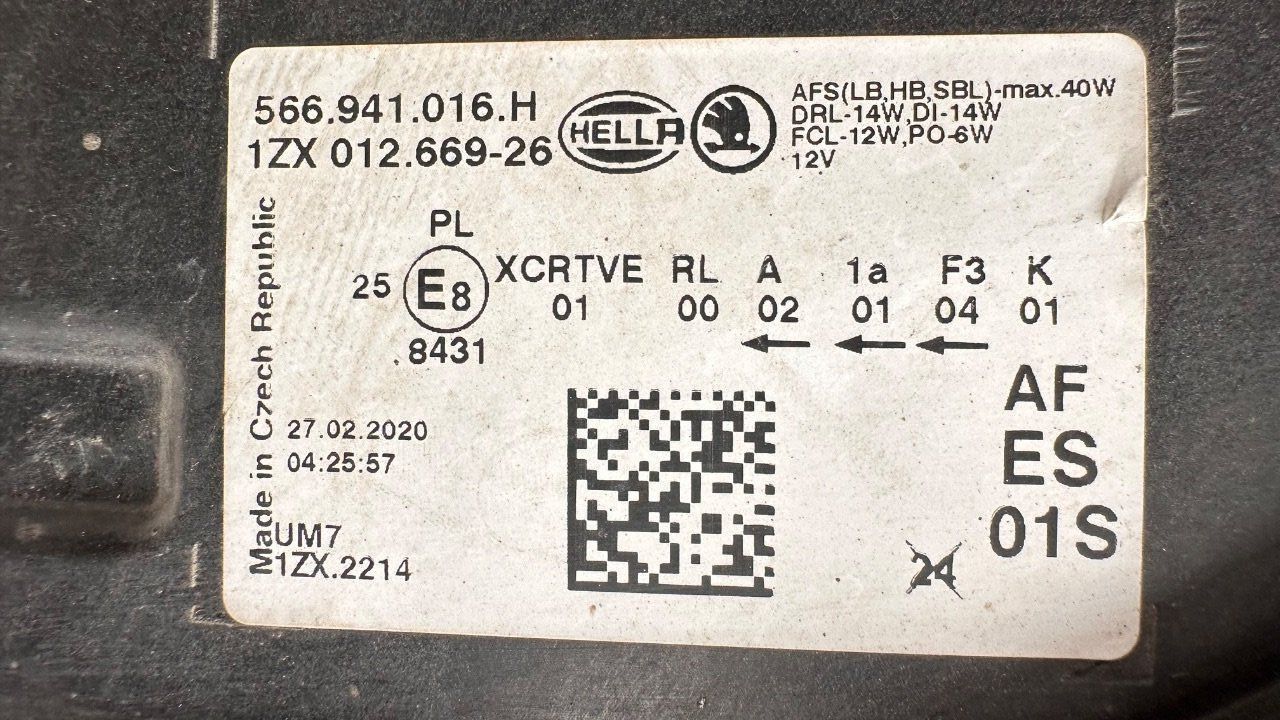 566.941.016.H
1ZX 012.669-26
HELLA
AFS(LB,HB,SBL)-max.40W
DRL-14W,DI-14W
FCL-12W,PO-6W
12V
Made in Czech Republic
PL
25 E8 XCRTVE RL A 1a F3 K
01 00 02 01 04 01
.8431
AF
ES
01S
27.02.2020
04:25:57
UM7
1ZX.2214
24